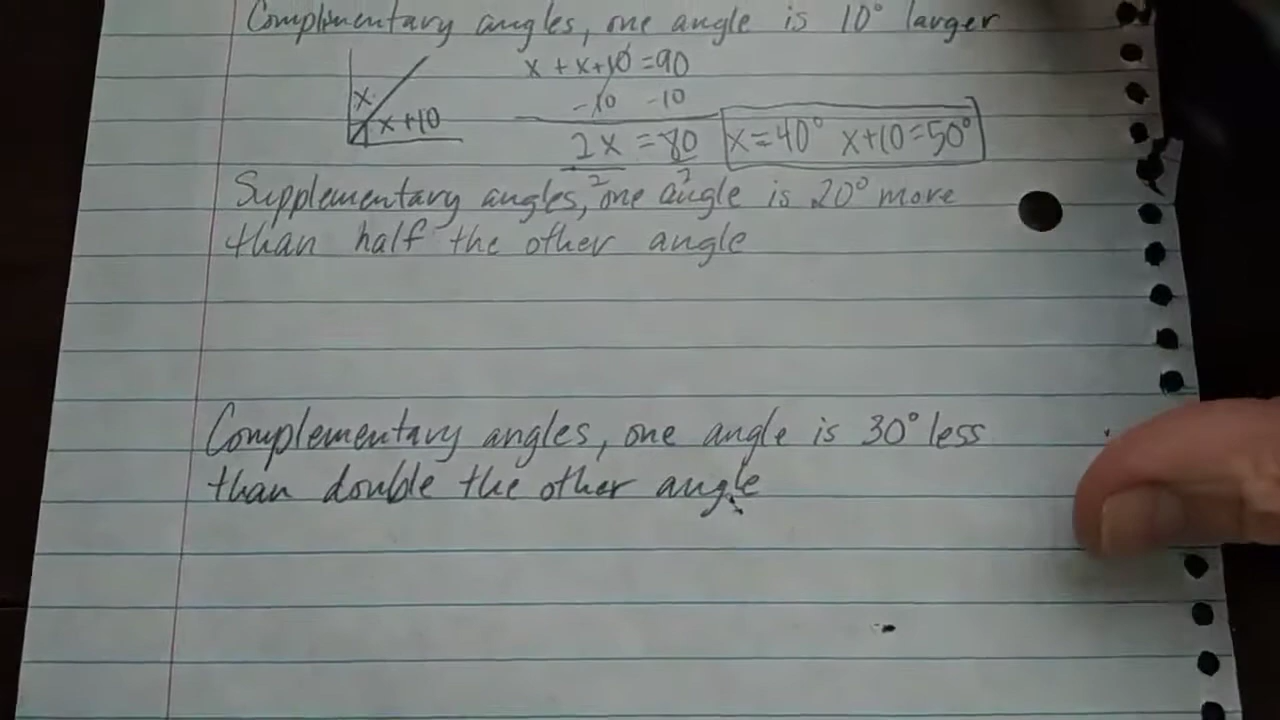 Complimentary angles, one angle is 10° larger
x + x+10 = 90
x
-10 -10
x+10
2x = 80 x=40° x+10=50°
2 2
Supplementary angles, one angle is 20° more
than half the other angle
Complementary angles, one angle is 30° less
than double the other angle